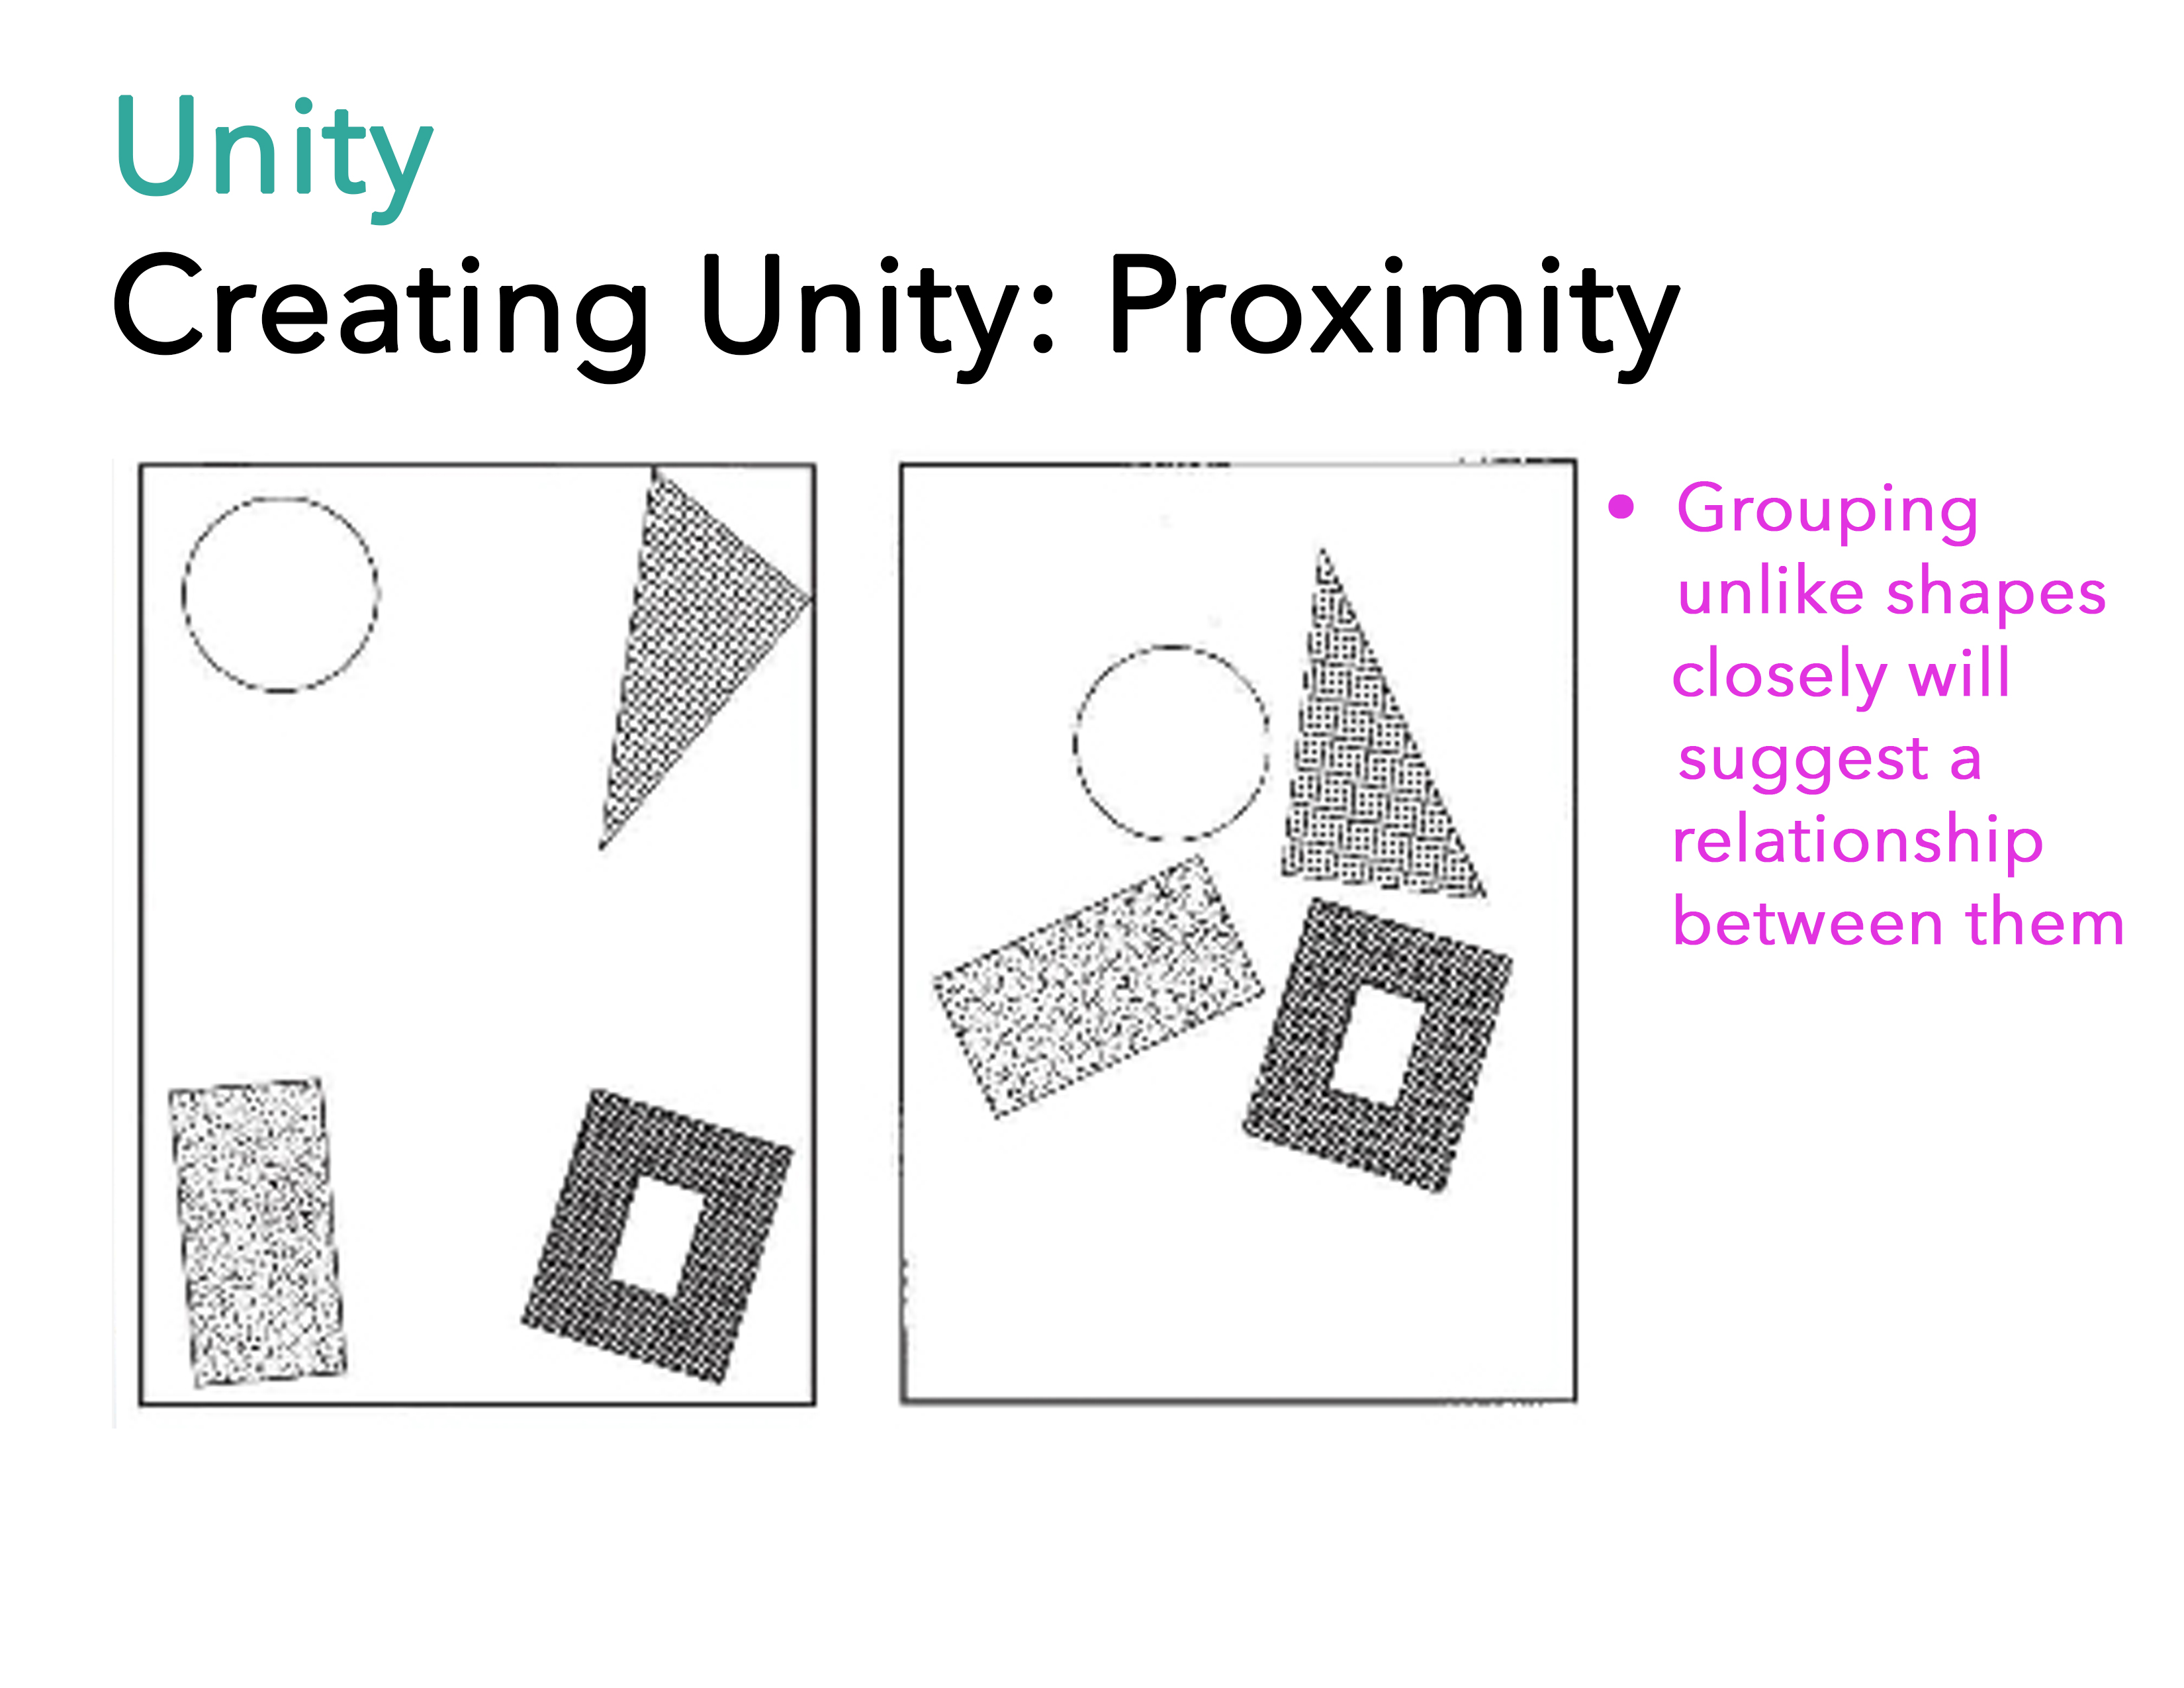 Unity
Creating Unity: Proximity
• Grouping
unlike shapes
closely will
suggest a
relationship
between them